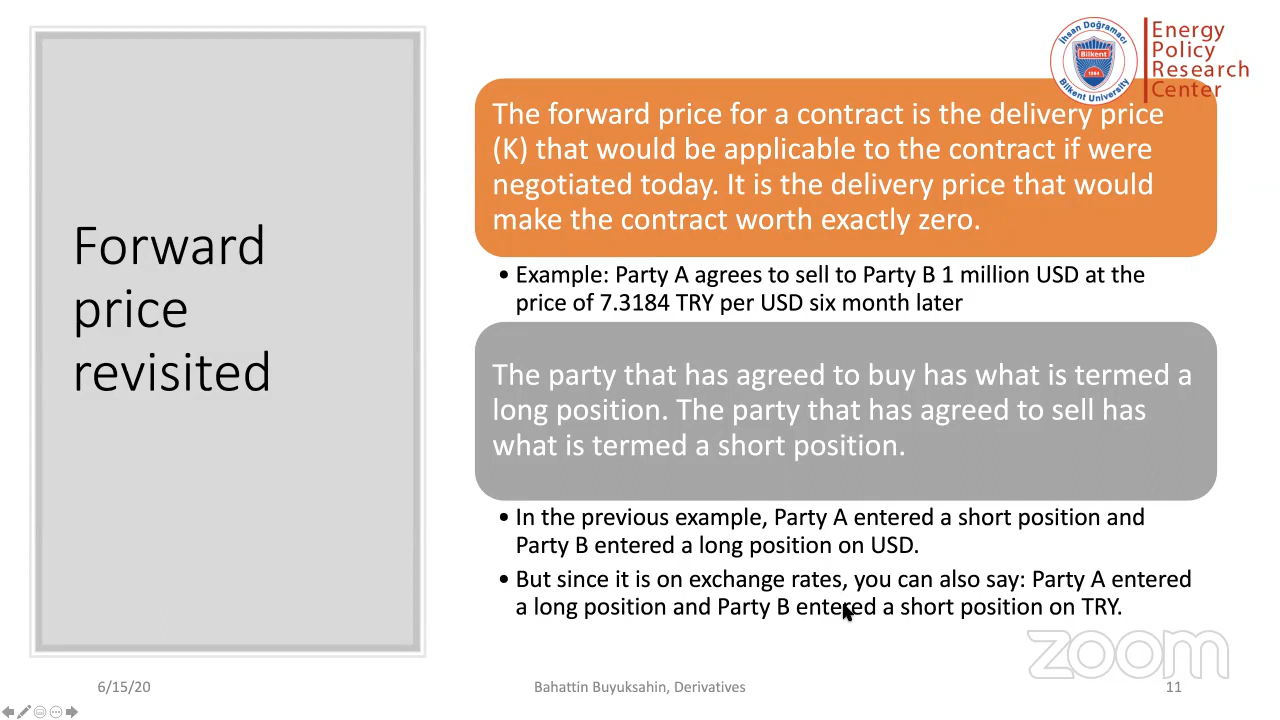 Forward
price
revisited
İhsan Doğramacı
Bilkent
1984
Bilkent University
Energy
Policy
Research
Center
The forward price for a contract is the delivery price
(K) that would be applicable to the contract if were
negotiated today. It is the delivery price that would
make the contract worth exactly zero.
• Example: Party A agrees to sell to Party B 1 million USD at the
price of 7.3184 TRY per USD six month later
The party that has agreed to buy has what is termed a
long position. The party that has agreed to sell has
what is termed a short position.
• In the previous example, Party A entered a short position and
Party B entered a long position on USD.
• But since it is on exchange rates, you can also say: Party A entered
a long position and Party B entered a short position on TRY.
zoom
6/15/20
Bahattin Buyuksahin, Derivatives
11